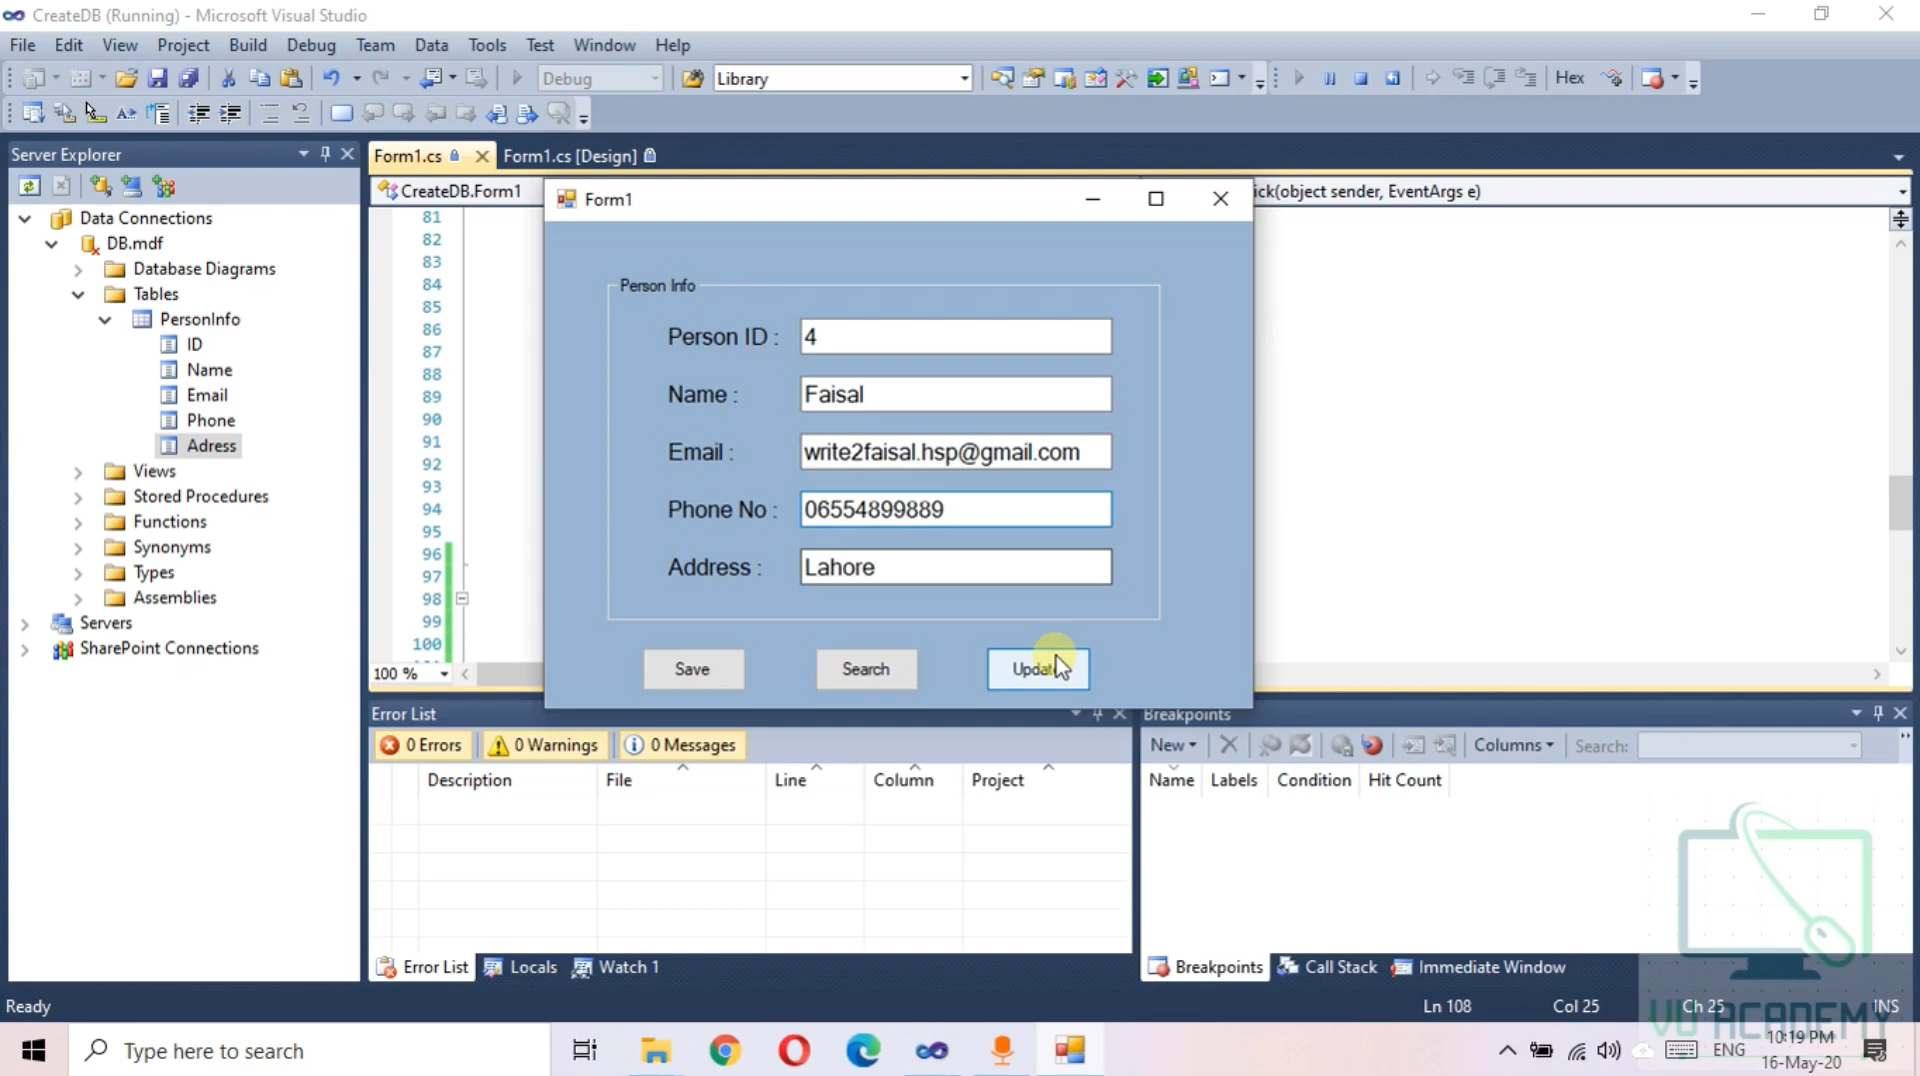 CreateDB (Running) - Microsoft Visual Studio
File Edit View Project Build Debug Team Data Tools Test Window Help
Debug Library Hex
Server Explorer
Form1.cs Form1.cs [Design]
CreateDB.Form1
ick(object sender, EventArgs e)
Data Connections
DB.mdf
Database Diagrams
Tables
PersonInfo
ID
Name
Email
Phone
Adress
Views
Stored Procedures
Functions
Synonyms
Types
Assemblies
Servers
SharePoint Connections
81
82
83
84
85
86
87
88
89
90
91
92
93
94
95
96
97
98
99
100
100 %
Form1
Person Info
Person ID : 4
Name : Faisal
Email : write2faisal.hsp@gmail.com
Phone No : 06554899889
Address : Lahore
Save Search Update
Error List
0 Errors 0 Warnings 0 Messages
Description File Line Column Project
Error List Locals Watch 1
Breakpoints
New Columns Search:
Name Labels Condition Hit Count
Breakpoints Call Stack Immediate Window
Ready Ln 108 Col 25 Ch 25 INS
VU ACADEMY
Type here to search
ENG
10:19 PM
16-May-20